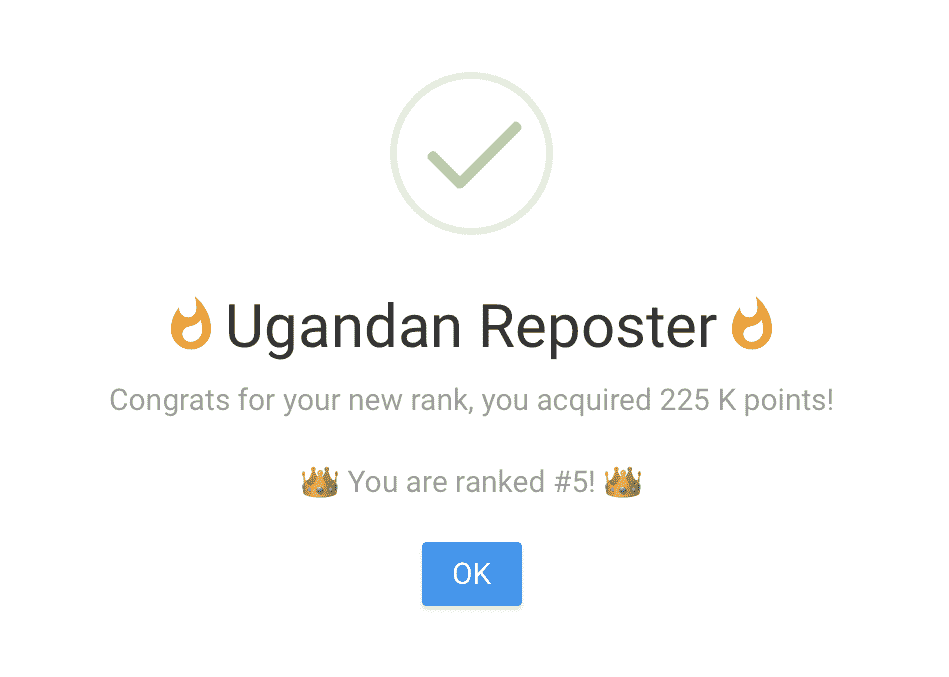 🔥Ugandan Reposter🔥
Congrats for your new rank, you acquired 225 K points!
👑 You are ranked #5! 👑
OK